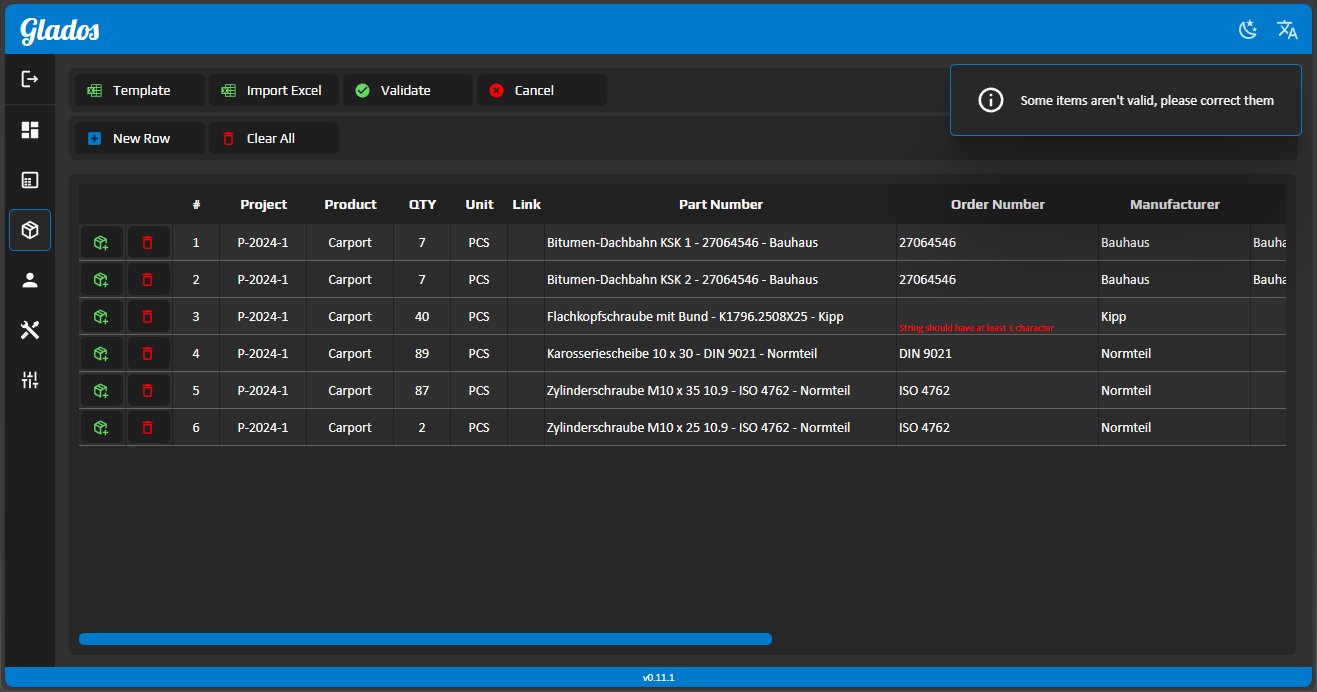 Glados
Template Import Excel Validate Cancel
Some items aren't valid, please correct them
New Row Clear All
# Project Product QTY Unit Link Part Number Order Number Manufacturer
1 P-2024-1 Carport 7 PCS Bitumen-Dachbahn KSK 1 - 27064546 - Bauhaus 27064546 Bauhaus Bauha
2 P-2024-1 Carport 7 PCS Bitumen-Dachbahn KSK 2 - 27064546 - Bauhaus 27064546 Bauhaus Bauha
3 P-2024-1 Carport 40 PCS Flachkopfschraube mit Bund - K1796.2508X25 - Kipp Kipp
String should have at least 1 character
4 P-2024-1 Carport 89 PCS Karosseriescheibe 10 x 30 - DIN 9021 - Normteil DIN 9021 Normteil
5 P-2024-1 Carport 87 PCS Zylinderschraube M10 x 35 10.9 - ISO 4762 - Normteil ISO 4762 Normteil
6 P-2024-1 Carport 2 PCS Zylinderschraube M10 x 25 10.9 - ISO 4762 - Normteil ISO 4762 Normteil
v0.11.1